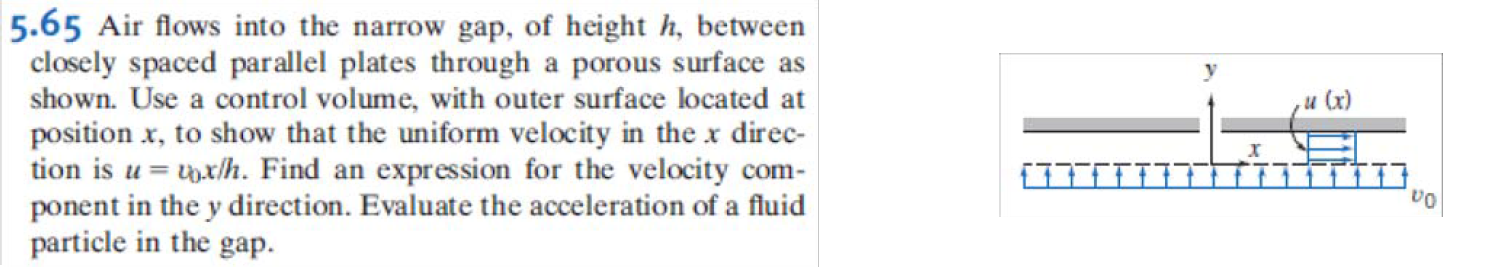 5.65 Air flows into the narrow gap, of height h, between
closely spaced parallel plates through a porous surface as
shown. Use a control volume, with outer surface located at
position x, to show that the uniform velocity in the x direc-
tion is u = v₀x/h. Find an expression for the velocity com-
ponent in the y direction. Evaluate the acceleration of a fluid
particle in the gap.
y
u (x)
x
v₀